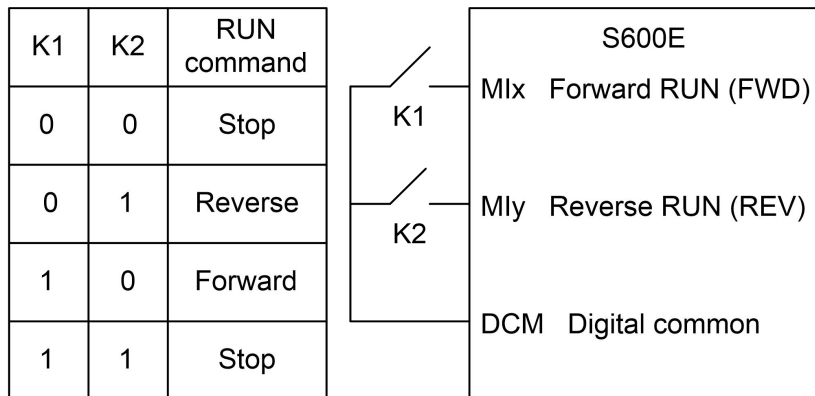 K1 K2 RUN command
0 0 Stop
0 1 Reverse
1 0 Forward
1 1 Stop
K1
K2
S600E
MIx Forward RUN (FWD)
MIy Reverse RUN (REV)
DCM Digital common